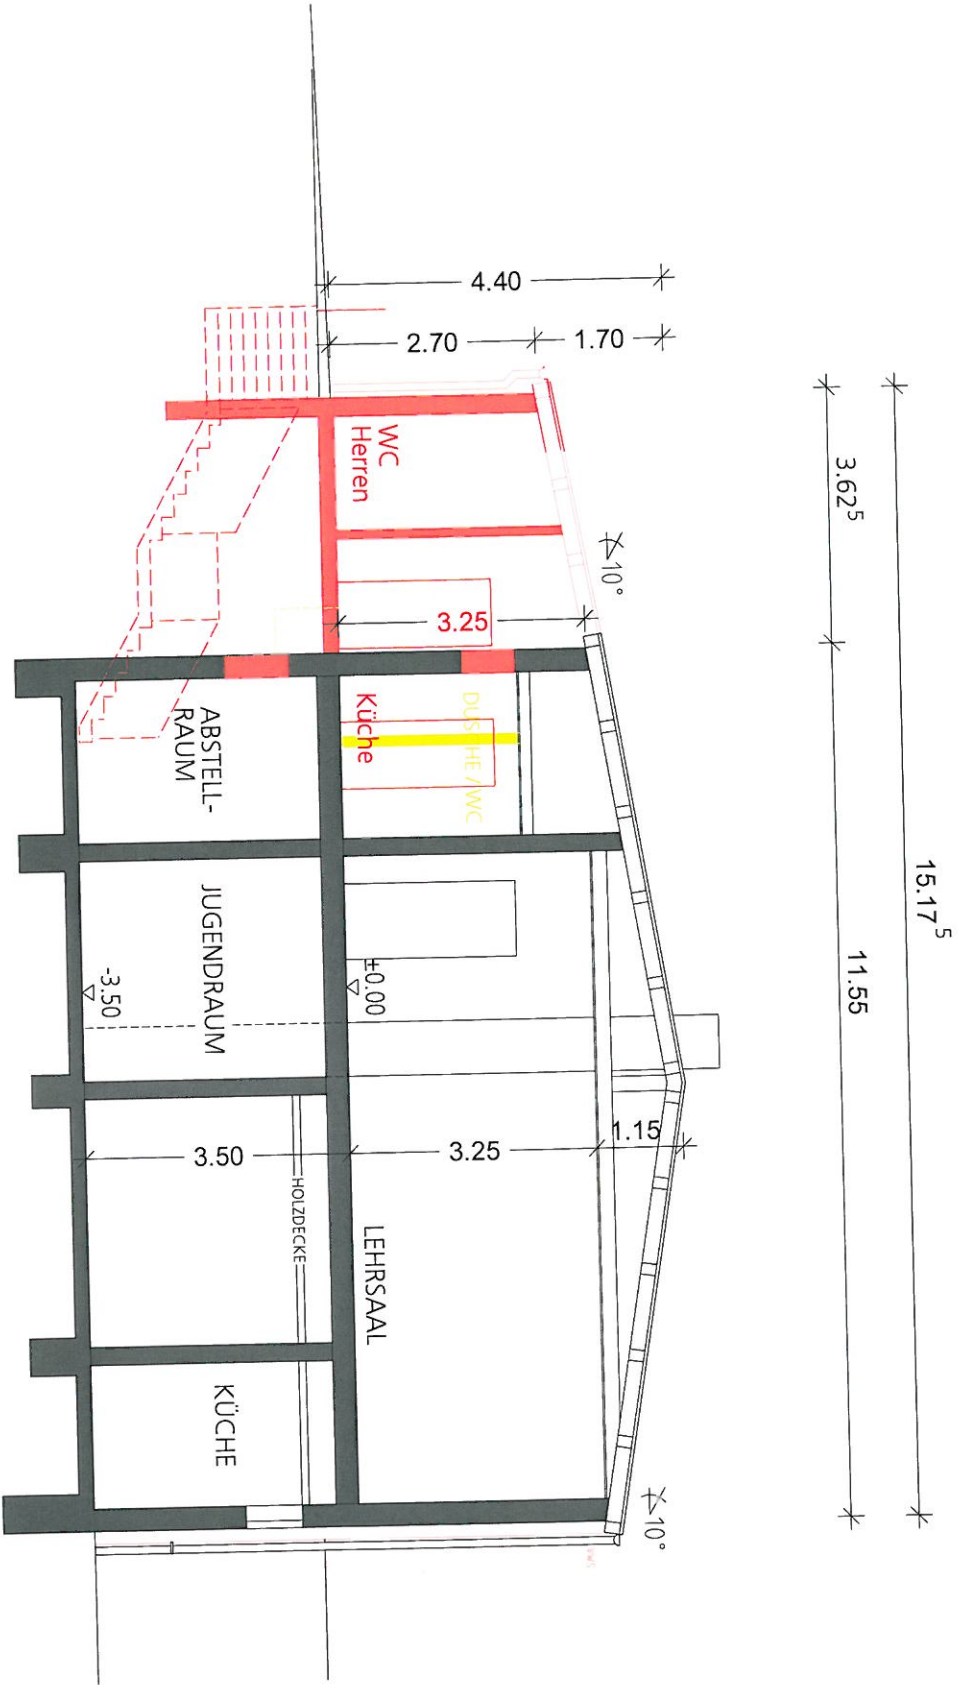 15.17⁵
3.62⁵
11.55
4.40
2.70
1.70
10°
10°
WC
Herren
3.25
Küche
DUSCHE / WC
ABSTELL-
RAUM
JUGENDRAUM
±0.00
-3.50
1.15
3.25
3.50
HOLZDECKE
LEHRSAAL
KÜCHE